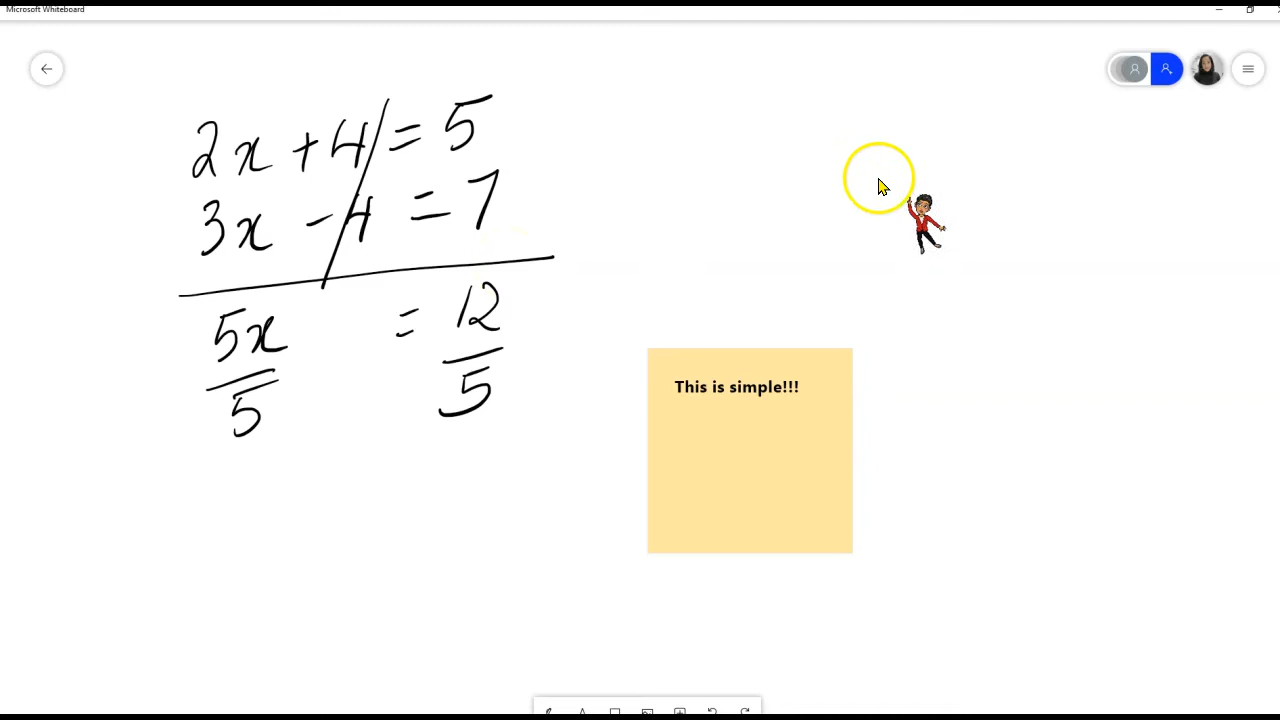 Microsoft Whiteboard
2x + 4 = 5
3x - 4 = 7
5x = 12
5 5
This is simple!!!